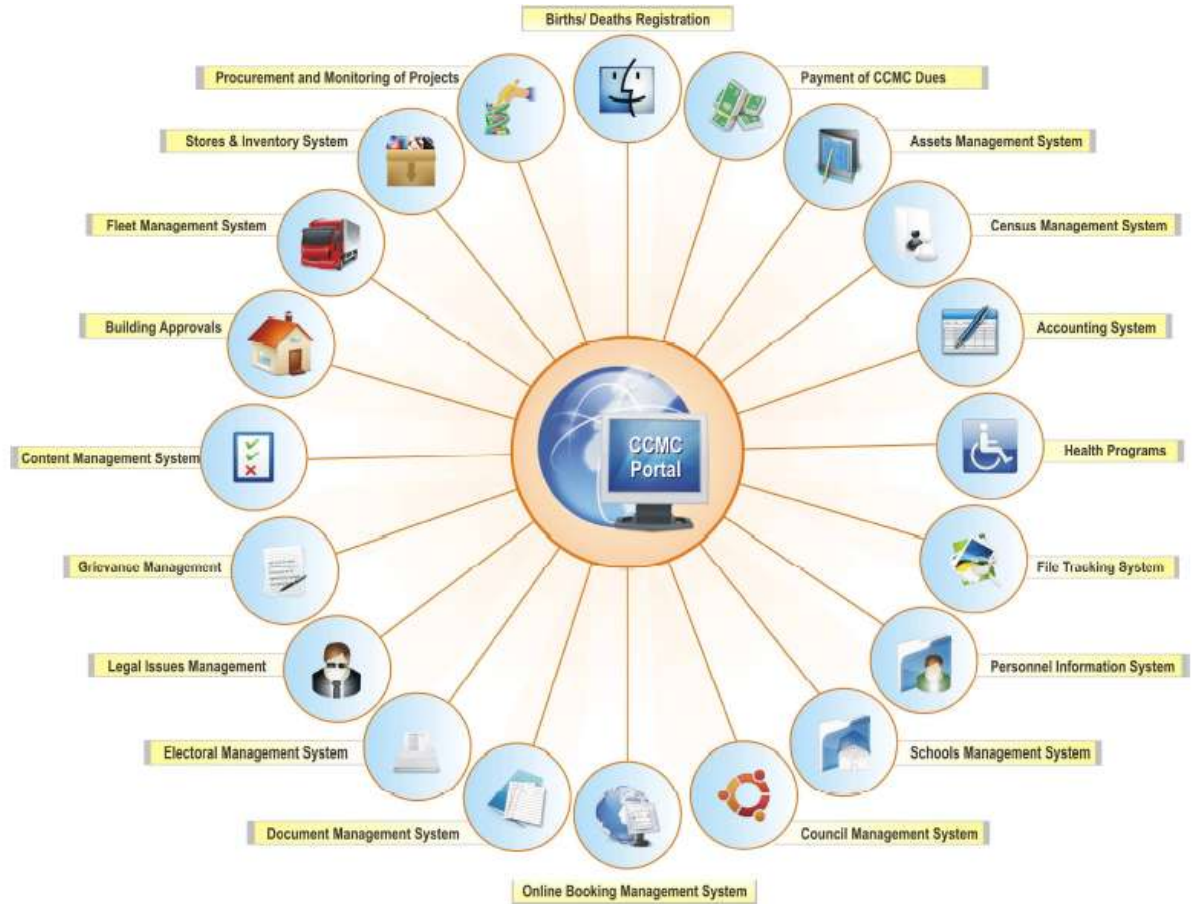 Births/ Deaths Registration
Procurement and Monitoring of Projects
Payment of CCMC Dues
Stores & Inventory System
Assets Management System
Fleet Management System
Census Management System
Building Approvals
Accounting System
CCMC
Portal
Content Management System
Health Programs
Grievance Management
File Tracking System
Legal Issues Management
Personnel Information System
Electoral Management System
Schools Management System
Document Management System
Council Management System
Online Booking Management System